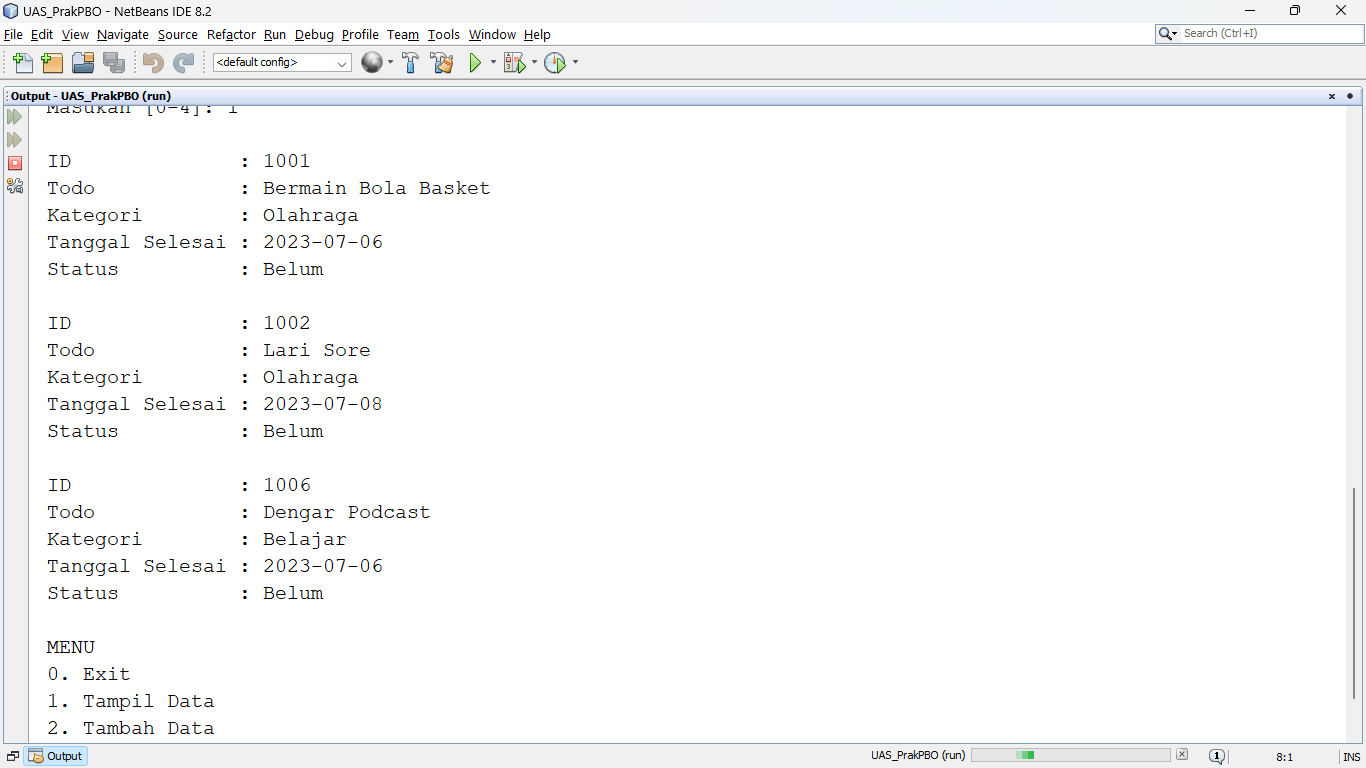 UAS_PrakPBO - NetBeans IDE 8.2
File Edit View Navigate Source Refactor Run Debug Profile Team Tools Window Help
Search (Ctrl+I)
<default config>
Output - UAS_PrakPBO (run)
Masukan [0-4]: 1
ID : 1001
Todo : Bermain Bola Basket
Kategori : Olahraga
Tanggal Selesai : 2023-07-06
Status : Belum
ID : 1002
Todo : Lari Sore
Kategori : Olahraga
Tanggal Selesai : 2023-07-08
Status : Belum
ID : 1006
Todo : Dengar Podcast
Kategori : Belajar
Tanggal Selesai : 2023-07-06
Status : Belum
MENU
0. Exit
1. Tampil Data
2. Tambah Data
Output
UAS_PrakPBO (run)
1
8:1
INS